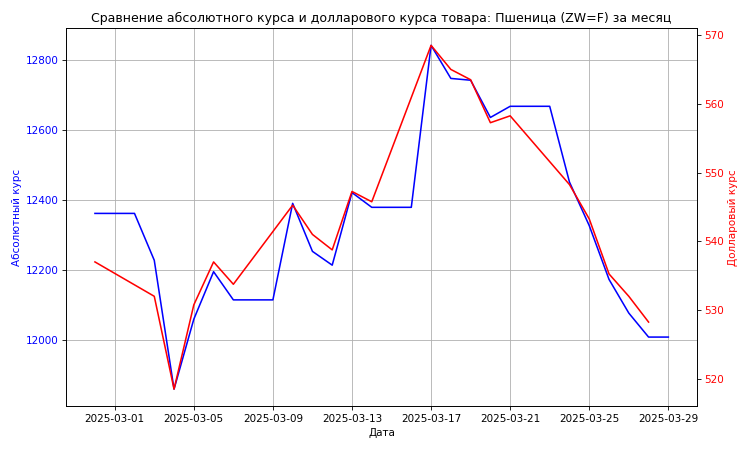 Сравнение абсолютного курса и долларового курса товара: Пшеница (ZW=F) за месяц
Абсолютный курс
12800
12600
12400
12200
12000
570
560
550
540
530
520
Долларовый курс
2025-03-01 2025-03-05 2025-03-09 2025-03-13 2025-03-17 2025-03-21 2025-03-25 2025-03-29
Дата